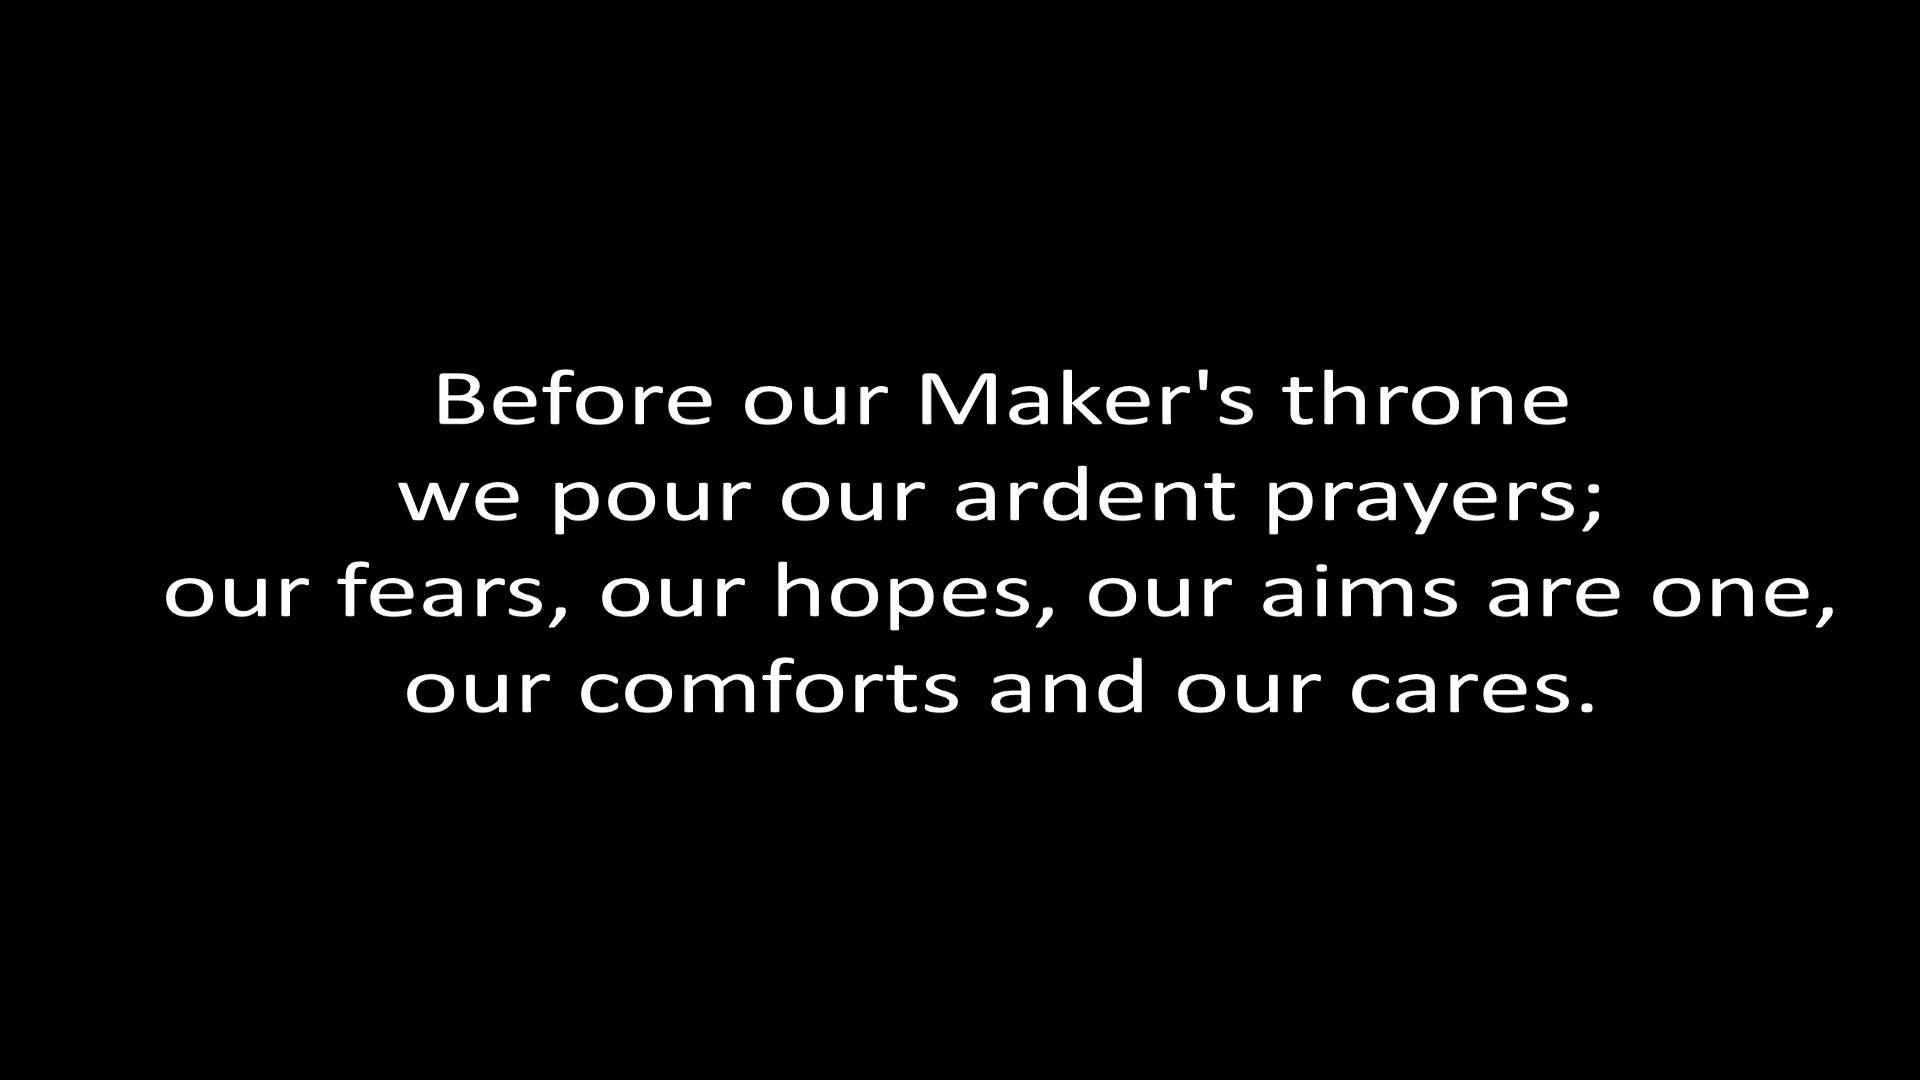 Before our Maker's throne
we pour our ardent prayers;
our fears, our hopes, our aims are one,
our comforts and our cares.